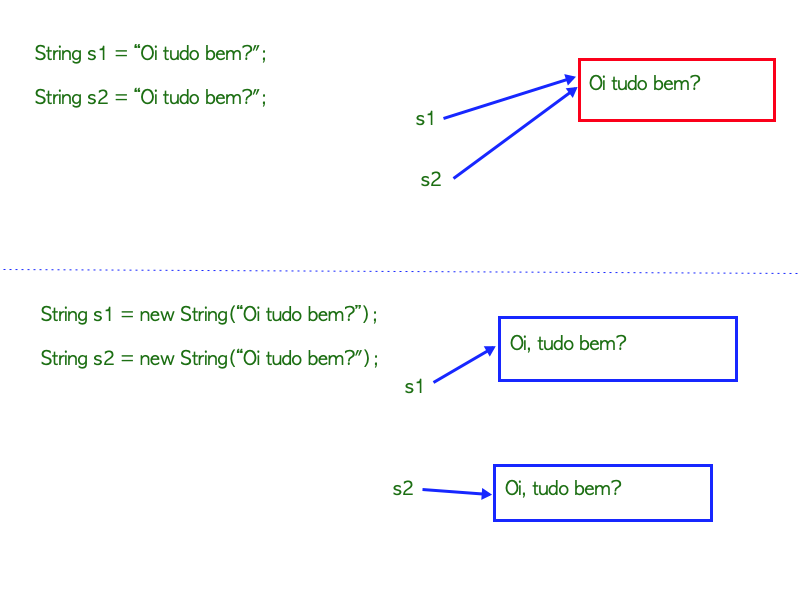 String s1 = “Oi tudo bem?”;
String s2 = “Oi tudo bem?”;
Oi tudo bem?
s1
s2
String s1 = new String(“Oi tudo bem?”);
String s2 = new String(“Oi tudo bem?”);
Oi, tudo bem?
s1
s2
Oi, tudo bem?